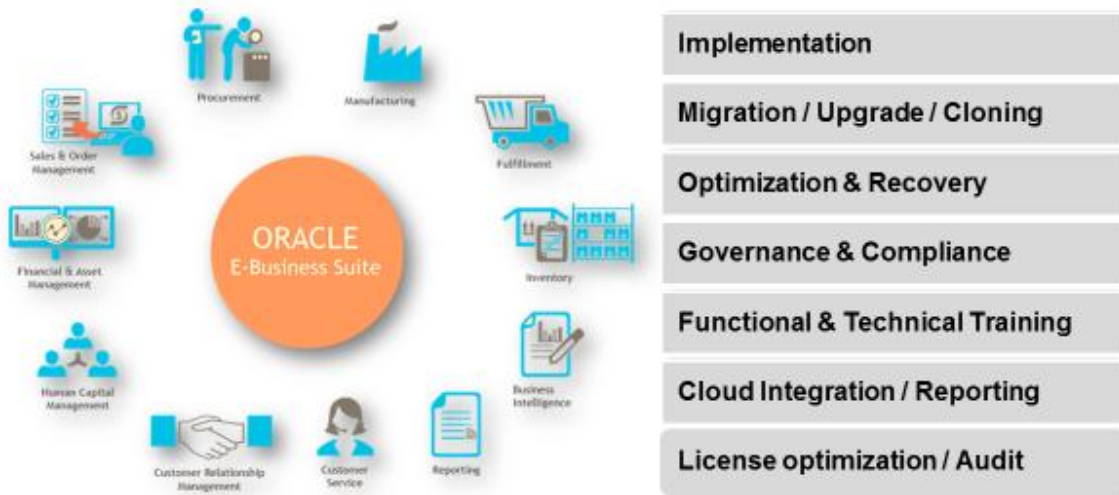 Procurement
Manufacturing
Sales & Order
Management
Fulfillment
ORACLE
E-Business Suite
Financial & Asset
Management
Inventory
Human Capital
Management
Business
Intelligence
Customer Relationship
Management
Customer
Service
Reporting
Implementation
Migration / Upgrade / Cloning
Optimization & Recovery
Governance & Compliance
Functional & Technical Training
Cloud Integration / Reporting
License optimization / Audit